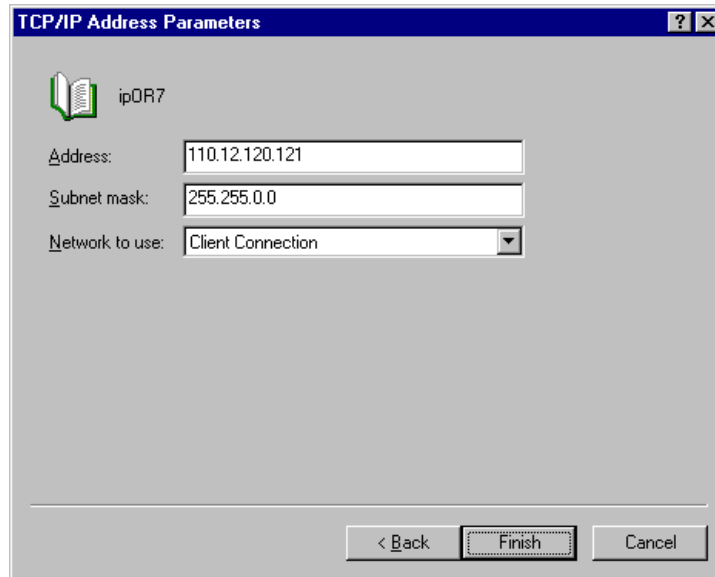 TCP/IP Address Parameters
ipOR7
Address: 110.12.120.121
Subnet mask: 255.255.0.0
Network to use: Client Connection
< Back Finish Cancel